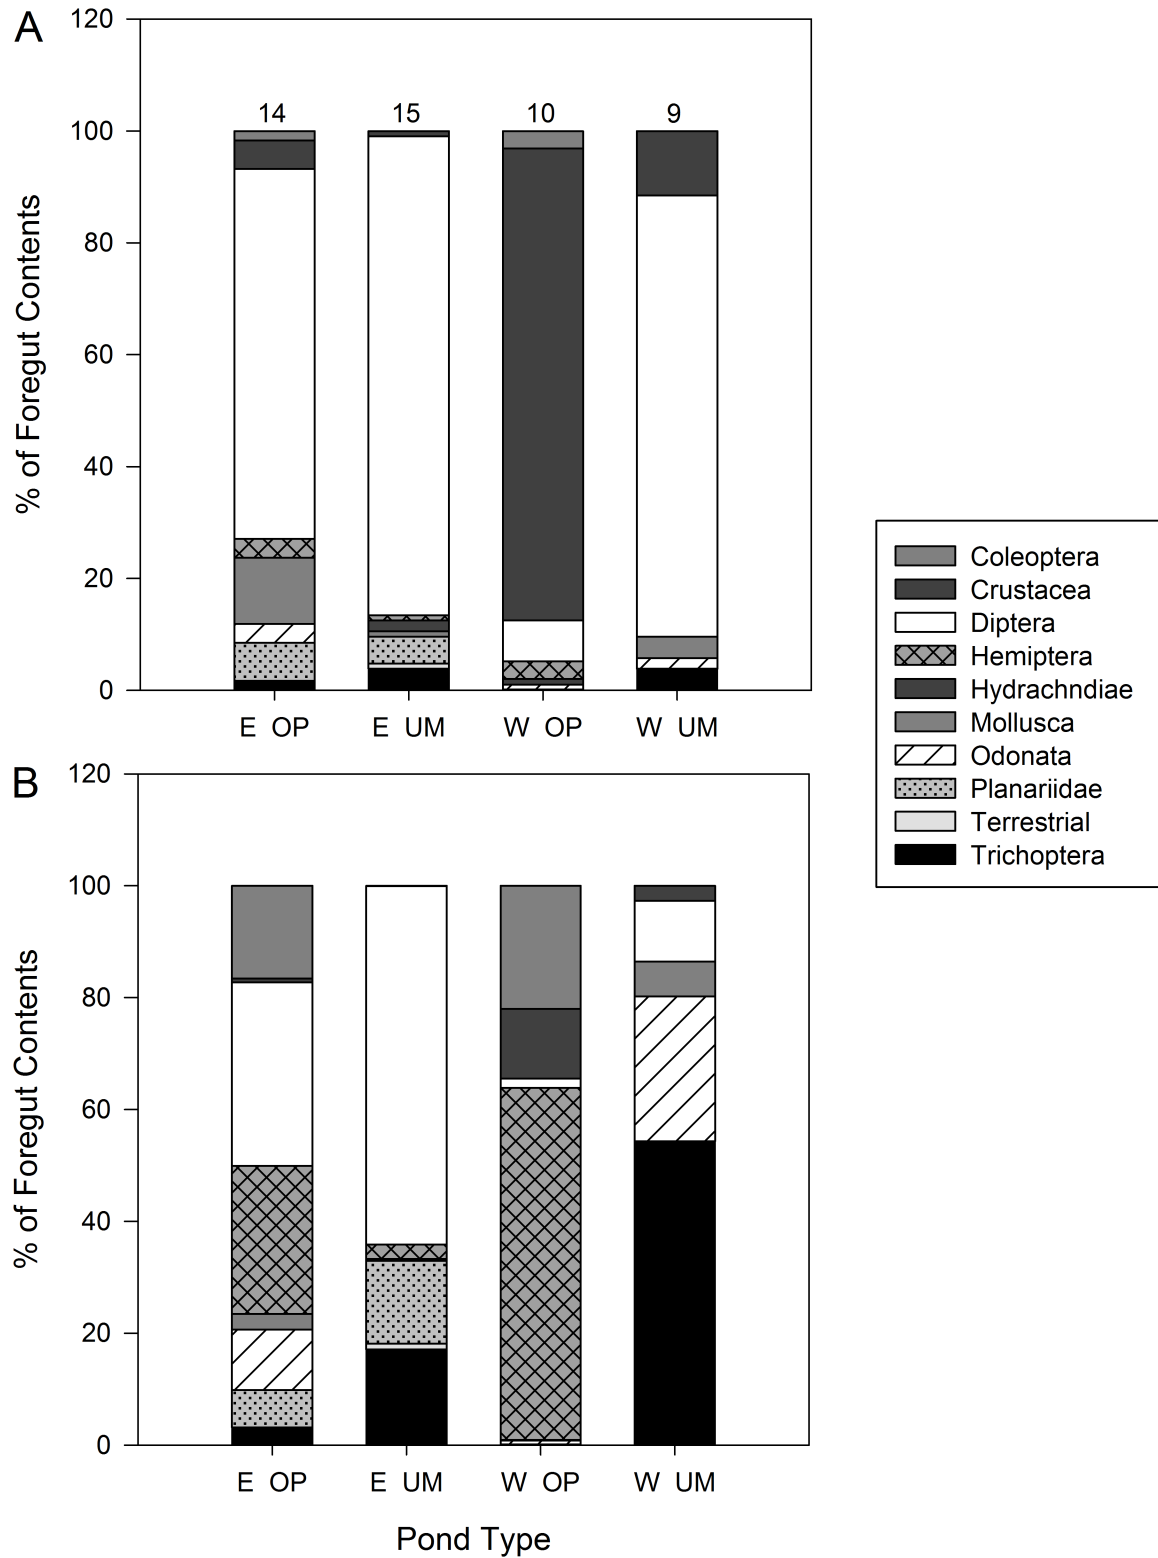 A
120
14 15 10 9
100
80
60
40
20
0
% of Foregut Contents
E OP E UM W OP W UM
Coleoptera
Crustacea
Diptera
Hemiptera
Hydrachndiae
Mollusca
Odonata
Planariidae
Terrestrial
Trichoptera
B
120
100
80
60
40
20
0
% of Foregut Contents
E OP E UM W OP W UM
Pond Type